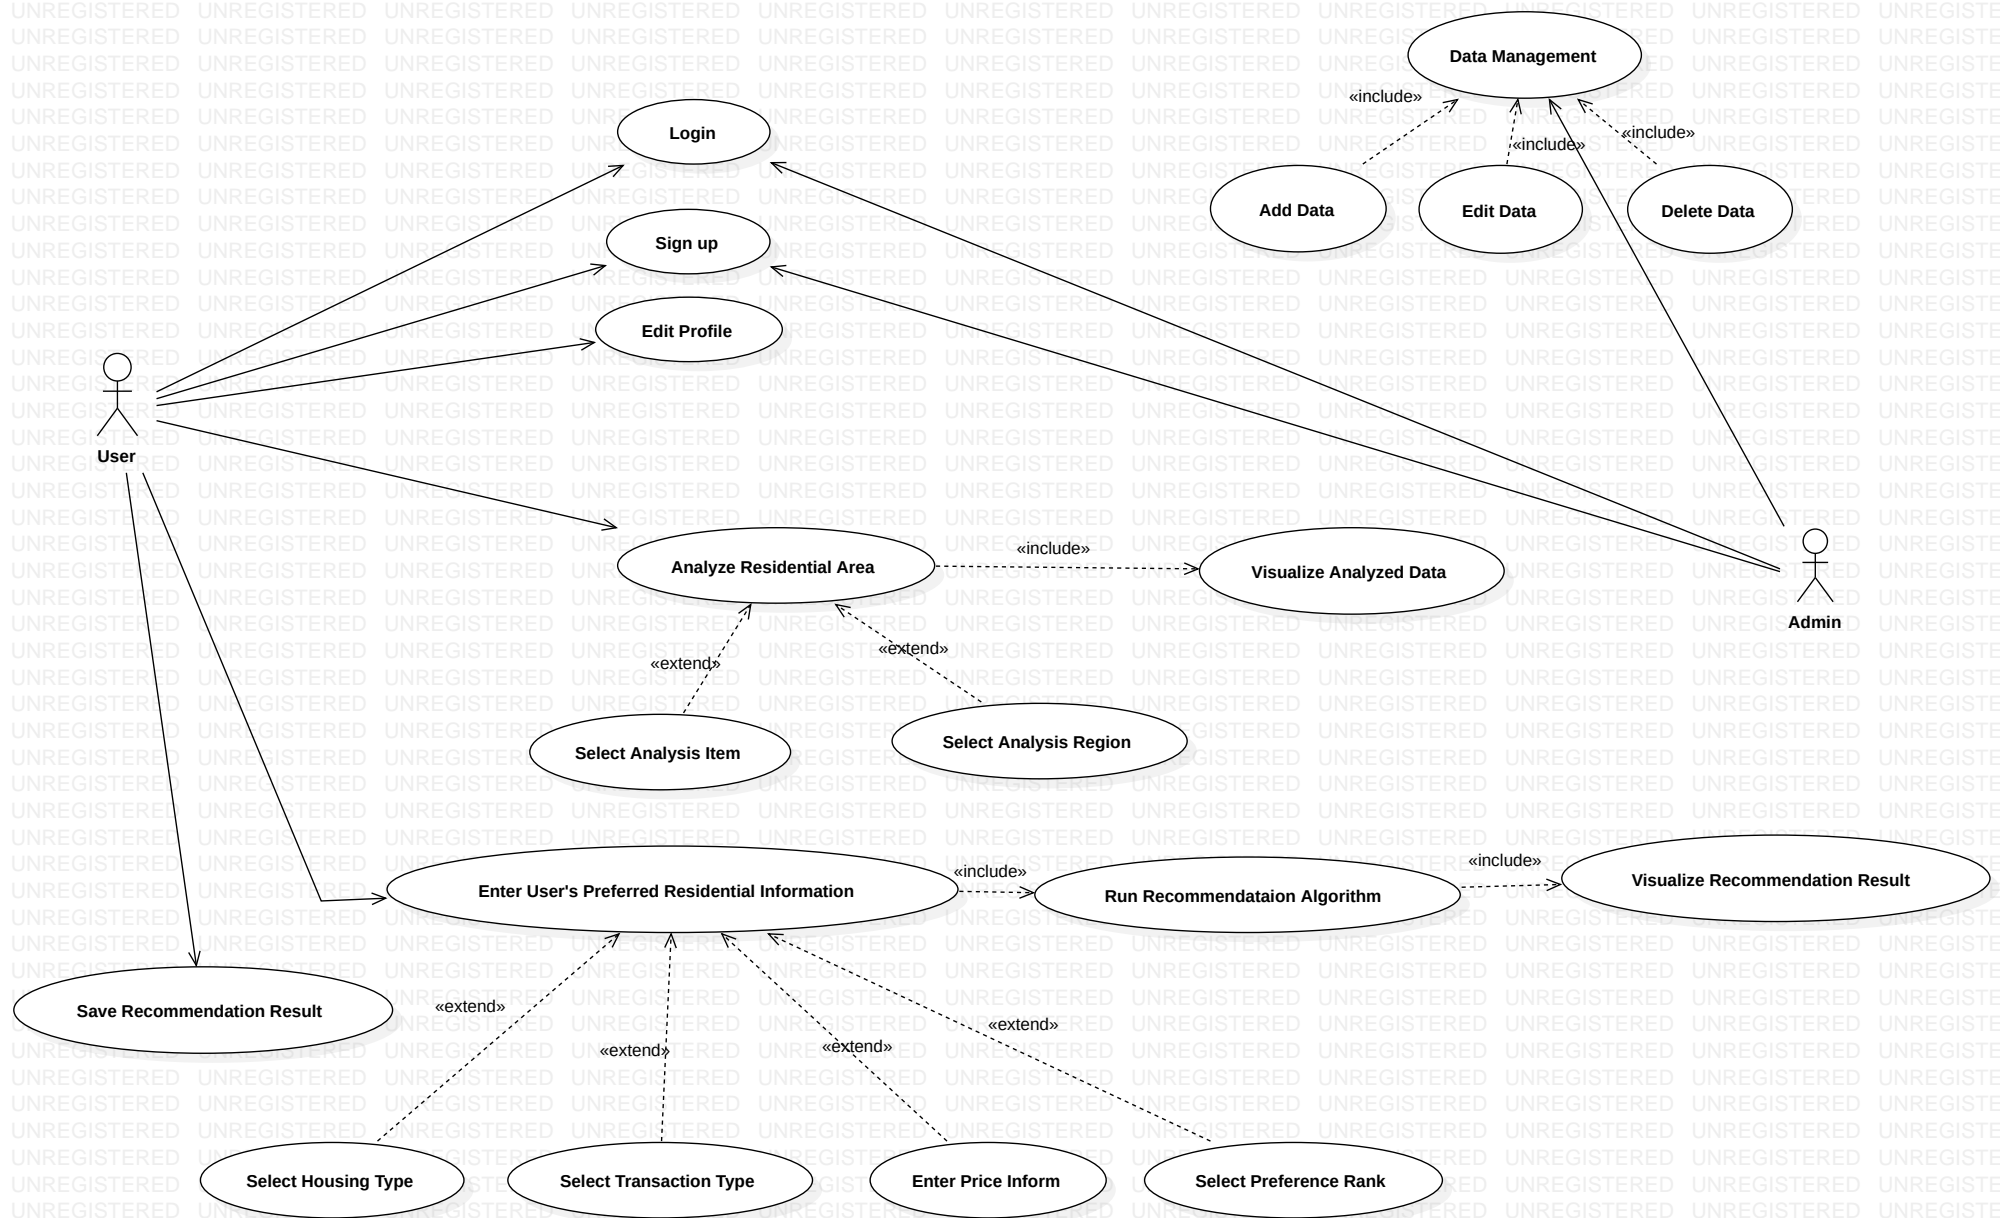 Data Management
«include»
Login
«include»
«include»
Add Data
Edit Data
Delete Data
Sign up
Edit Profile
User
«include»
Analyze Residential Area
Visualize Analyzed Data
Admin
«extend»
«extend»
Select Analysis Item
Select Analysis Region
«include»
«include»
Enter User's Preferred Residential Information
Run Recommendataion Algorithm
Visualize Recommendation Result
Save Recommendation Result
«extend»
«extend»
«extend»
«extend»
Select Housing Type
Select Transaction Type
Enter Price Inform
Select Preference Rank
UNREGISTERED